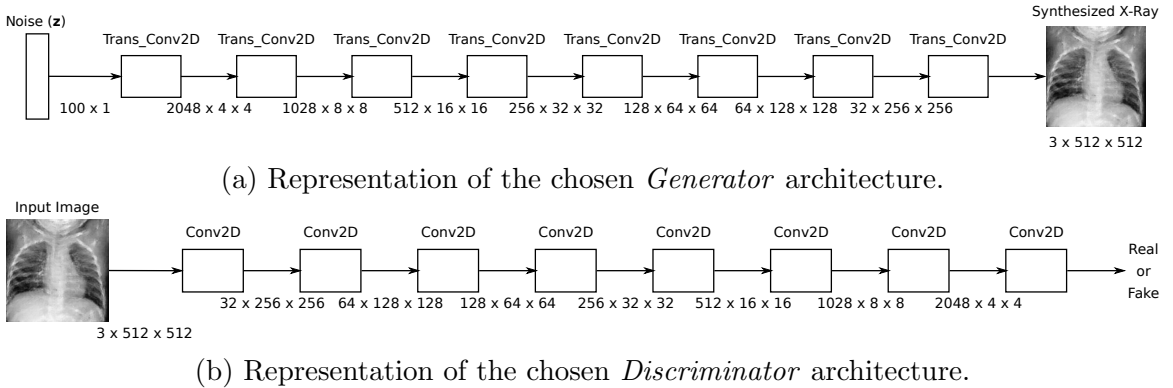 Noise (z)
Synthesized X-Ray
Trans_Conv2D Trans_Conv2D Trans_Conv2D Trans_Conv2D Trans_Conv2D Trans_Conv2D Trans_Conv2D Trans_Conv2D
100 x 1 2048 x 4 x 4 1028 x 8 x 8 512 x 16 x 16 256 x 32 x 32 128 x 64 x 64 64 x 128 x 128 32 x 256 x 256
3 x 512 x 512
(a) Representation of the chosen Generator architecture.
Input Image
Conv2D Conv2D Conv2D Conv2D Conv2D Conv2D Conv2D Conv2D
Real
or
Fake
32 x 256 x 256 64 x 128 x 128 128 x 64 x 64 256 x 32 x 32 512 x 16 x 16 1028 x 8 x 8 2048 x 4 x 4
3 x 512 x 512
(b) Representation of the chosen Discriminator architecture.